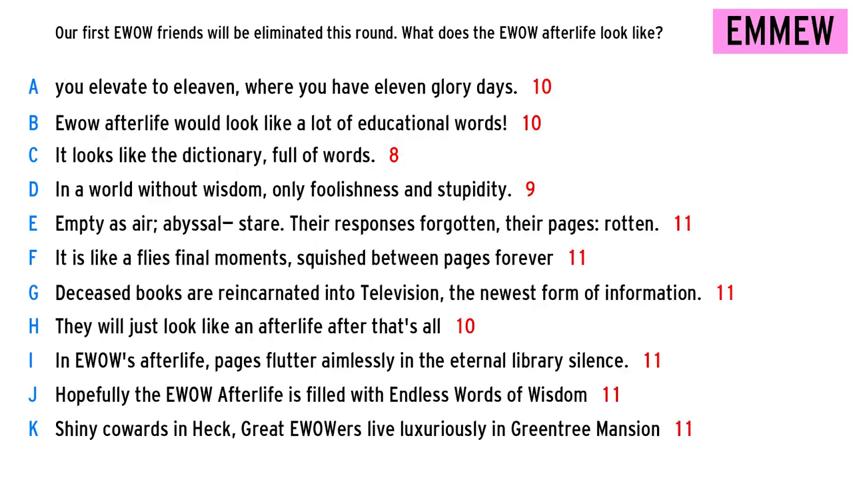 Our first EWOW friends will be eliminated this round. What does the EWOW afterlife look like?
EMMEW
A you elevate to eleaven, where you have eleven glory days. 10
B Ewow afterlife would look like a lot of educational words! 10
C It looks like the dictionary, full of words. 8
D In a world without wisdom, only foolishness and stupidity. 9
E Empty as air; abyssal— stare. Their responses forgotten, their pages: rotten. 11
F It is like a flies final moments, squished between pages forever 11
G Deceased books are reincarnated into Television, the newest form of information. 11
H They will just look like an afterlife after that's all 10
I In EWOW's afterlife, pages flutter aimlessly in the eternal library silence. 11
J Hopefully the EWOW Afterlife is filled with Endless Words of Wisdom 11
K Shiny cowards in Heck, Great EWOWers live luxuriously in Greentree Mansion 11